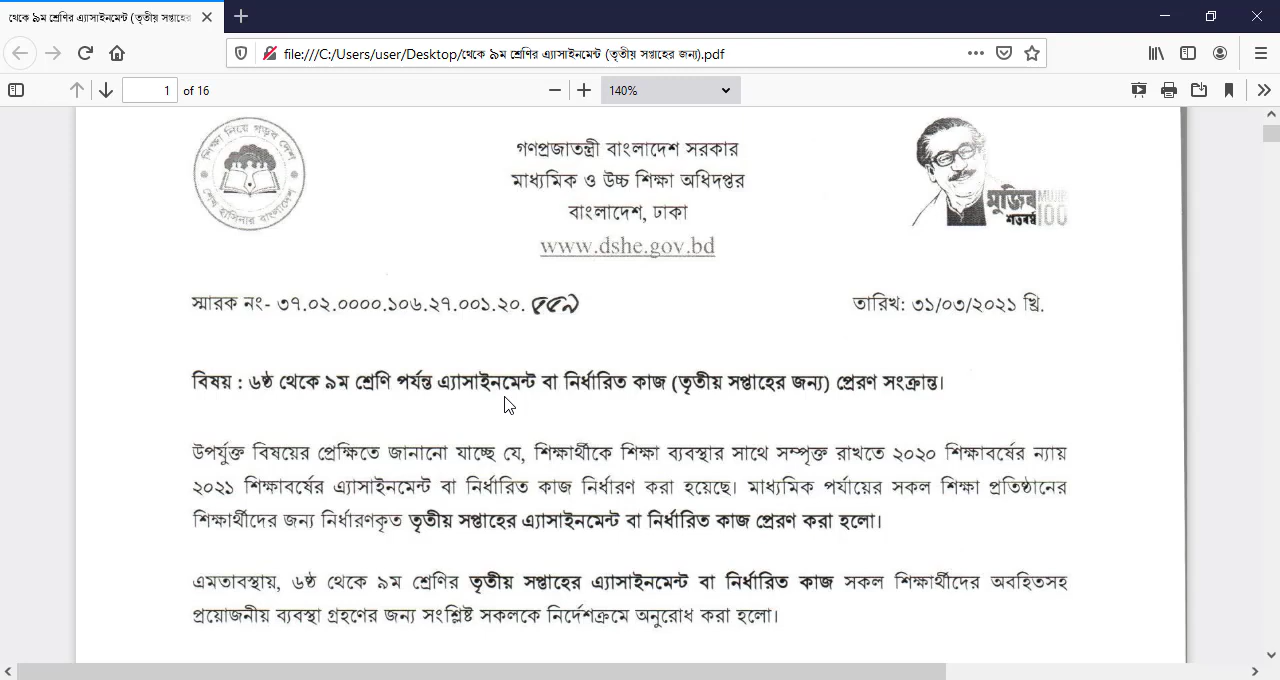 থেকে ৯ম শ্রেণির এ্যাসাইনমেন্ট (তৃতীয় সপ্তাহের
file:///C:/Users/user/Desktop/থেকে ৯ম শ্রেণির এ্যাসাইনমেন্ট (তৃতীয় সপ্তাহের জন্য).pdf
1 of 16
140%
শিক্ষা নিয়ে গড়ব দেশ
শেখ হাসিনার বাংলাদেশ
গণপ্রজাতন্ত্রী বাংলাদেশ সরকার
মাধ্যমিক ও উচ্চ শিক্ষা অধিদপ্তর
বাংলাদেশ, ঢাকা
www.dshe.gov.bd
মুজিব MUJIB
শতবর্ষ 100
স্মারক নং- ৩৭.০২.০০০০.১০৬.২৭.০০১.২০.
তারিখ: ৩১/০৩/২০২১ খ্রি.
বিষয় : ৬ষ্ঠ থেকে ৯ম শ্রেণি পর্যন্ত এ্যাসাইনমেন্ট বা নির্ধারিত কাজ (তৃতীয় সপ্তাহের জন্য) প্রেরণ সংক্রান্ত।
উপর্যুক্ত বিষয়ের প্রেক্ষিতে জানানো যাচ্ছে যে, শিক্ষার্থীকে শিক্ষা ব্যবস্থার সাথে সম্পৃক্ত রাখতে ২০২০ শিক্ষাবর্ষের ন্যায়
২০২১ শিক্ষাবর্ষের এ্যাসাইনমেন্ট বা নির্ধারিত কাজ নির্ধারণ করা হয়েছে। মাধ্যমিক পর্যায়ের সকল শিক্ষা প্রতিষ্ঠানের
শিক্ষার্থীদের জন্য নির্ধারণকৃত তৃতীয় সপ্তাহের এ্যাসাইনমেন্ট বা নির্ধারিত কাজ প্রেরণ করা হলো।
এমতাবস্থায়, ৬ষ্ঠ থেকে ৯ম শ্রেণির তৃতীয় সপ্তাহের এ্যাসাইনমেন্ট বা নির্ধারিত কাজ সকল শিক্ষার্থীদের অবহিতসহ
প্রয়োজনীয় ব্যবস্থা গ্রহণের জন্য সংশ্লিষ্ট সকলকে নির্দেশক্রমে অনুরোধ করা হলো।